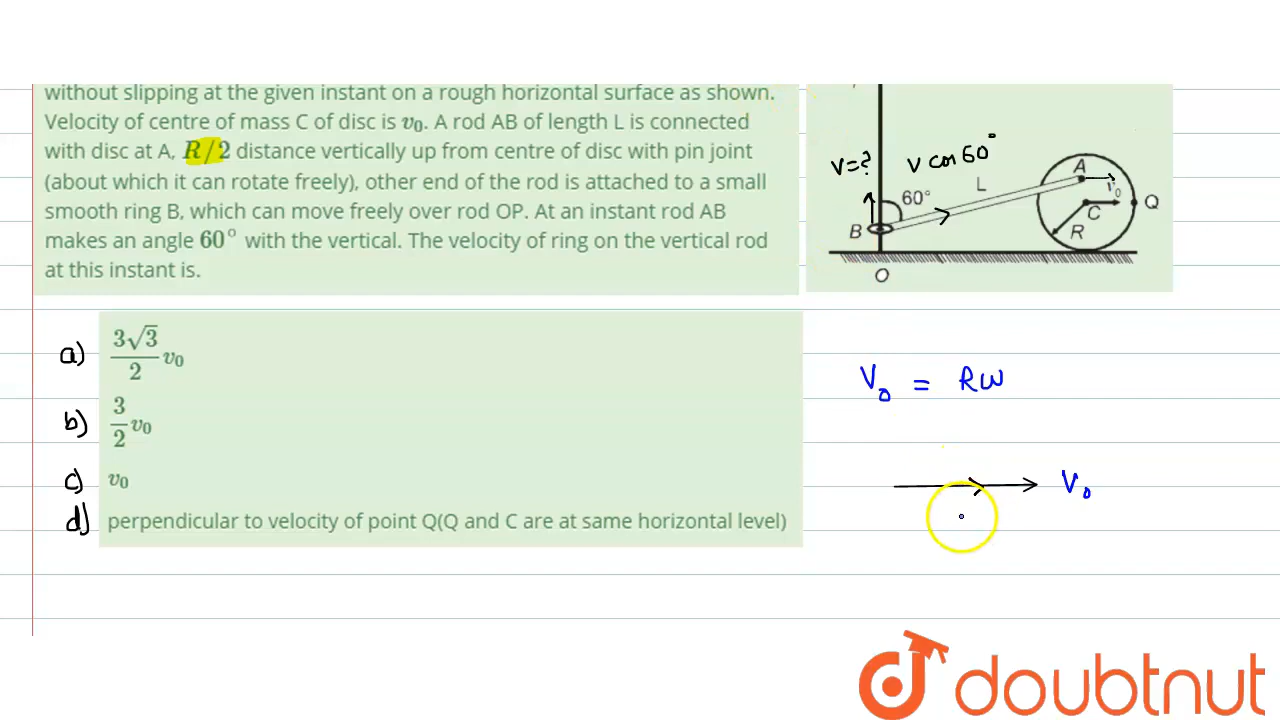 without slipping at the given instant on a rough horizontal surface as shown.
Velocity of centre of mass C of disc is v₀. A rod AB of length L is connected
with disc at A, R/2 distance vertically up from centre of disc with pin joint
(about which it can rotate freely), other end of the rod is attached to a small
smooth ring B, which can move freely over rod OP. At an instant rod AB
makes an angle 60° with the vertical. The velocity of ring on the vertical rod
at this instant is.
v=? v cos 60°
60° L A v₀
B C Q
R
O
a) 3√3/2 v₀
b) 3/2 v₀
c) v₀
d) perpendicular to velocity of point Q(Q and C are at same horizontal level)
V₀ = Rω
V₀
doubtnut